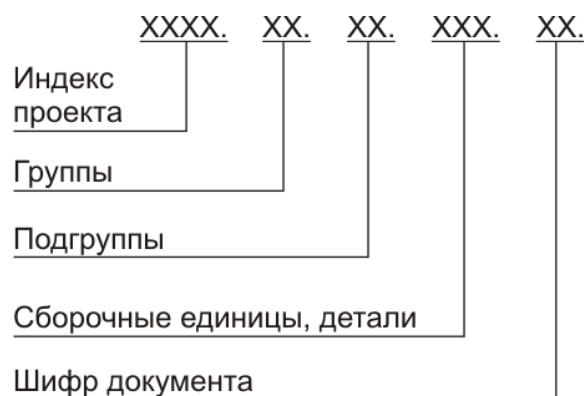 XXXX. XX. XX. XXX. XX.
Индекс
проекта
Группы
Подгруппы
Сборочные единицы, детали
Шифр документа